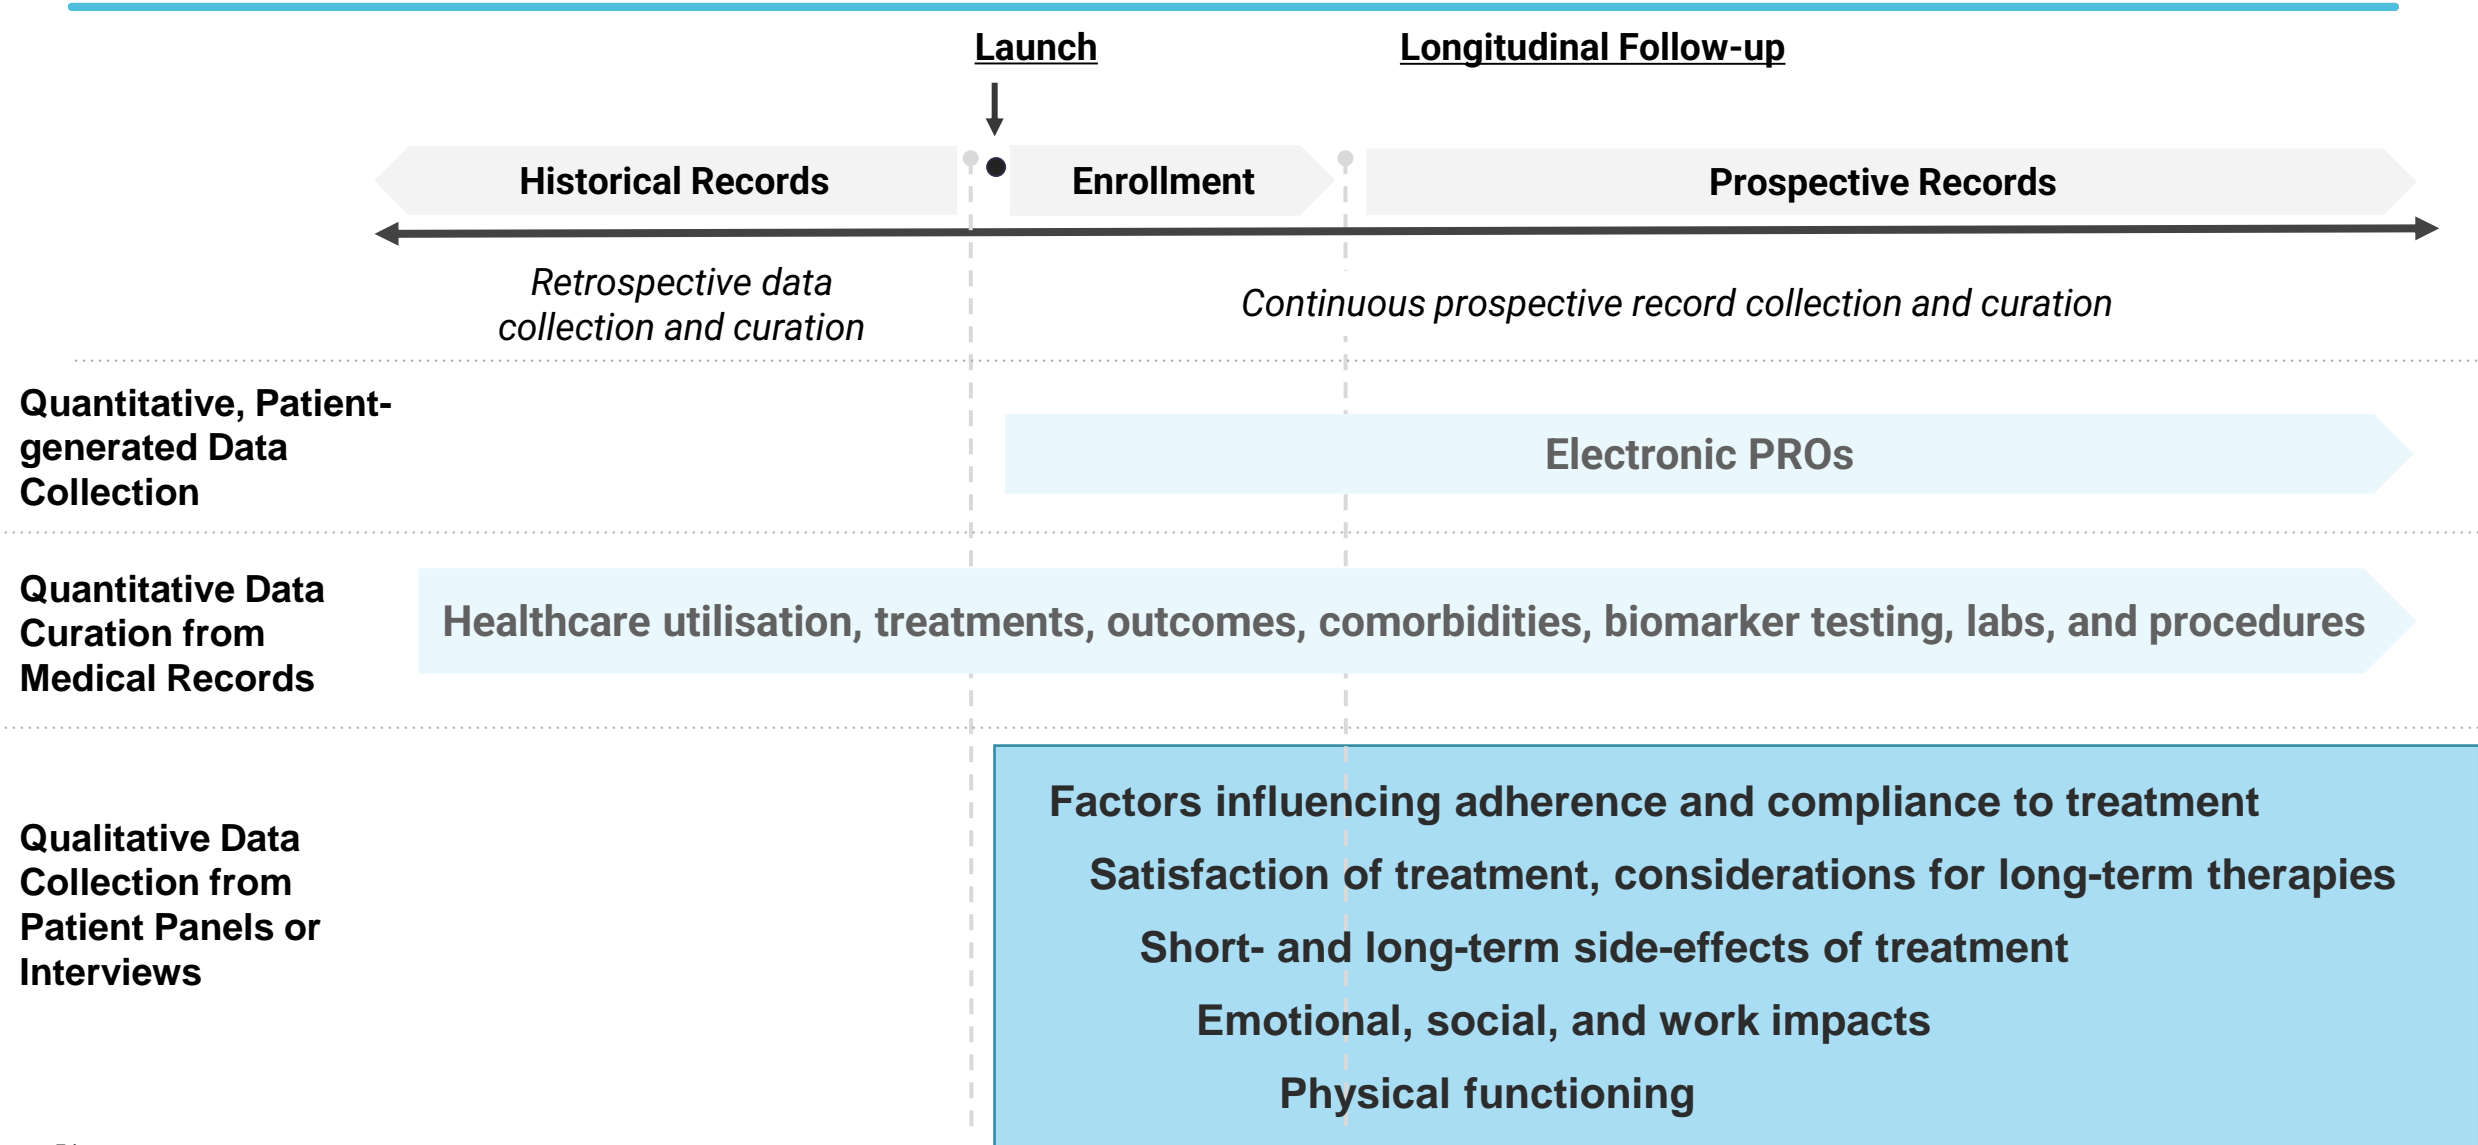 Launch
Longitudinal Follow-up
Historical Records
Enrollment
Prospective Records
Retrospective data
collection and curation
Continuous prospective record collection and curation
Quantitative, Patient-
generated Data
Collection
Electronic PROs
Quantitative Data
Curation from
Medical Records
Healthcare utilisation, treatments, outcomes, comorbidities, biomarker testing, labs, and procedures
Qualitative Data
Collection from
Patient Panels or
Interviews
Factors influencing adherence and compliance to treatment
Satisfaction of treatment, considerations for long-term therapies
Short- and long-term side-effects of treatment
Emotional, social, and work impacts
Physical functioning